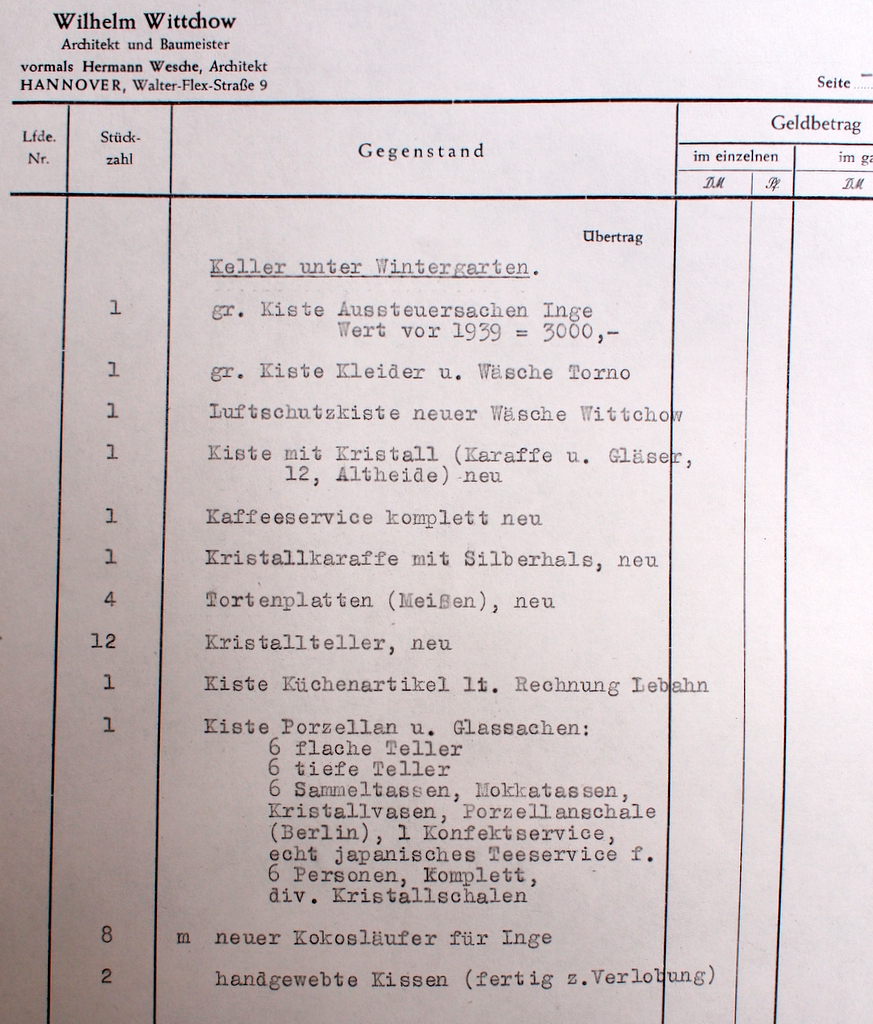 Wilhelm Wittchow
Architekt und Baumeister
vormals Hermann Wesche, Architekt
HANNOVER, Walter-Flex-Straße 9
Seite
Lfde. Nr.
Stück-zahl
Gegenstand
Geldbetrag
im einzelnen
im ga
DM
Pf.
DM
Übertrag
Keller unter Wintergarten.
1 gr. Kiste Aussteuersachen Inge
Wert vor 1939 = 3000,-
1 gr. Kiste Kleider u. Wäsche Torno
1 Luftschutzkiste neuer Wäsche Wittchow
1 Kiste mit Kristall (Karaffe u. Gläser,
12, Altheide) neu
1 Kaffeeservice komplett neu
1 Kristallkaraffe mit Silberhals, neu
4 Tortenplatten (Meißen), neu
12 Kristallteller, neu
1 Kiste Küchenartikel lt. Rechnung Lebahn
1 Kiste Porzellan u. Glassachen:
6 flache Teller
6 tiefe Teller
6 Sammeltassen, Mokkatassen,
Kristallvasen, Porzellanschale
(Berlin), 1 Konfektservice,
echt japanisches Teeservice f.
6 Personen, Komplett,
div. Kristallschalen
8 m neuer Kokosläufer für Inge
2 handgewebte Kissen (fertig z.Verlobung)